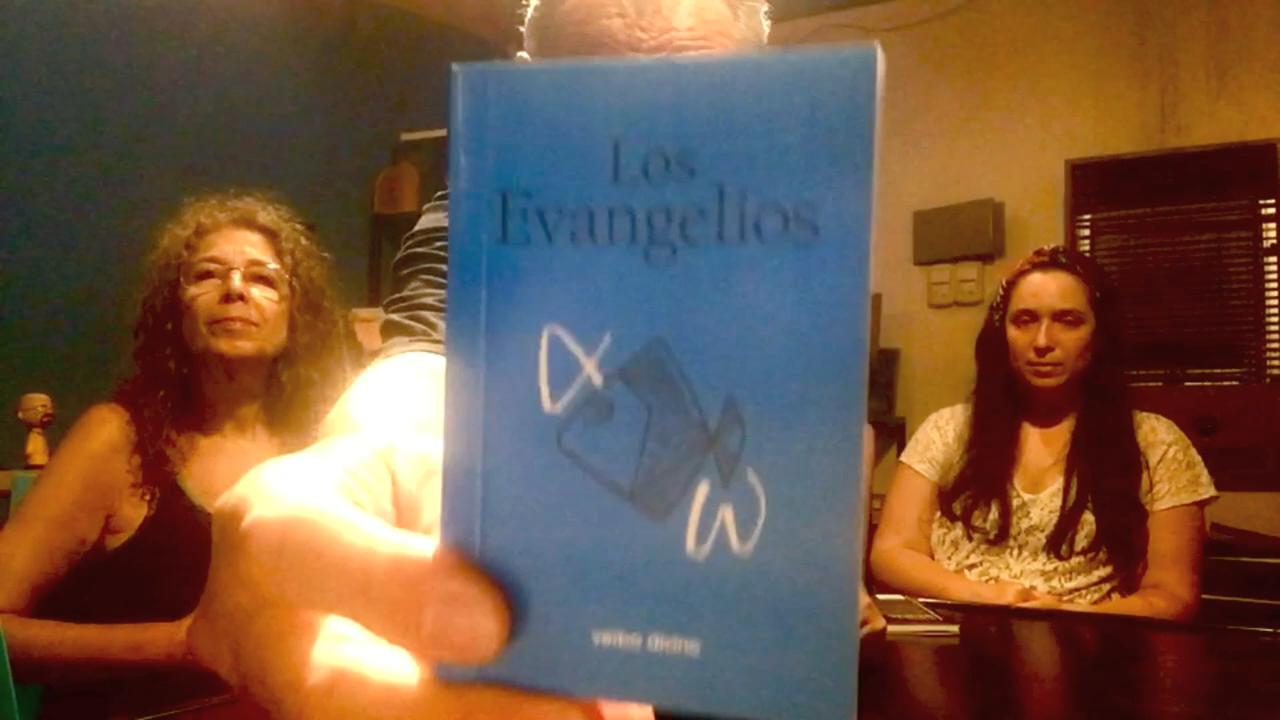 Los
Evangelios
α
ω
verbo divino